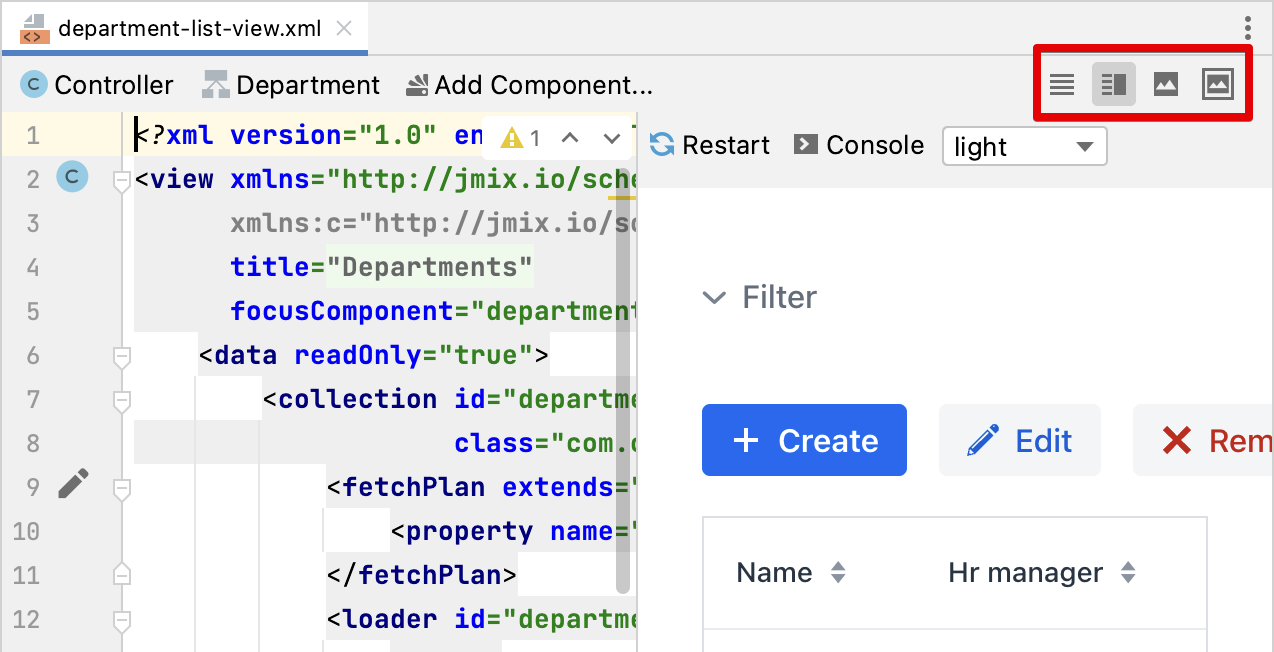 department-list-view.xml
C Controller Department Add Component...
1 <?xml version="1.0" en 1
2 C <view xmlns="http://jmix.io/sche
3 xmlns:c="http://jmix.io/s
4 title="Departments"
5 focusComponent="department
6 <data readOnly="true">
7 <collection id="departme
8 class="com.
9 <fetchPlan extends="
10 <property name="
11 </fetchPlan>
12 <loader id="departme
Restart Console light
Filter
+ Create Edit Rem
Name Hr manager